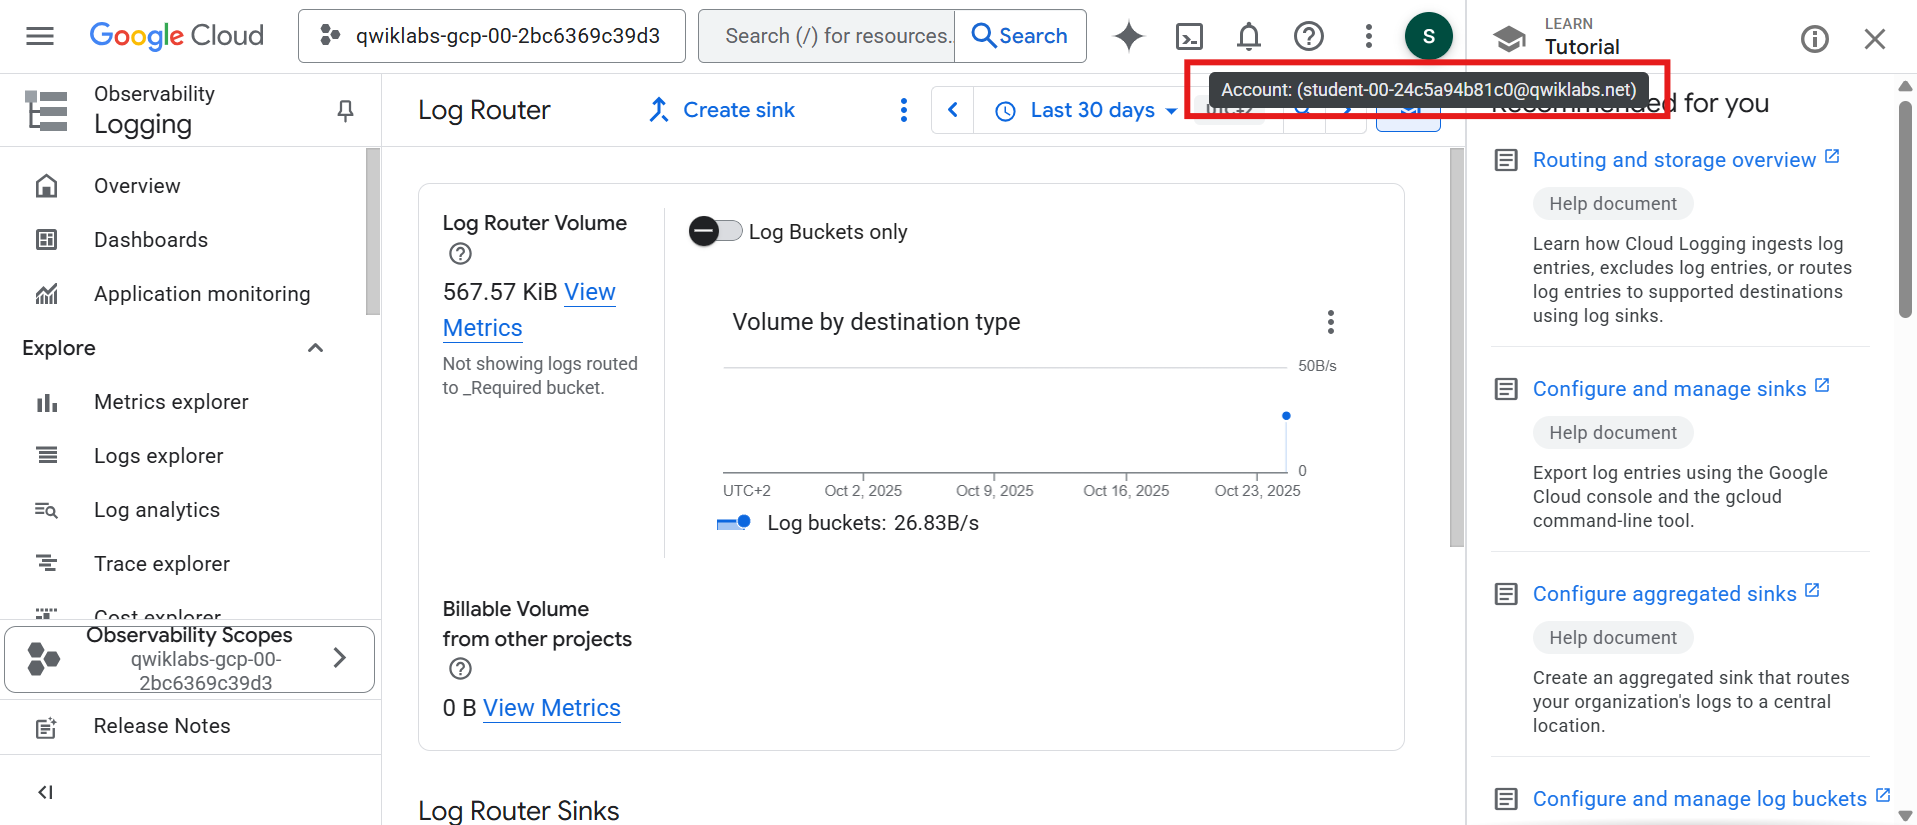 Google Cloud
qwiklabs-gcp-00-2bc6369c39d3
Search (/) for resources.
Search
S
LEARN
Tutorial
Account: (student-00-24c5a94b81c0@qwiklabs.net)
Observability
Logging
Log Router
Create sink
Last 30 days
UTC+2
Recommended for you
Overview
Dashboards
Application monitoring
Explore
Metrics explorer
Logs explorer
Log analytics
Trace explorer
Cost explorer
Observability Scopes
qwiklabs-gcp-00-
2bc6369c39d3
Release Notes
Log Router Volume
567.57 KiB View
Metrics
Not showing logs routed
to _Required bucket.
Log Buckets only
Volume by destination type
50B/s
0
UTC+2
Oct 2, 2025
Oct 9, 2025
Oct 16, 2025
Oct 23, 2025
Log buckets: 26.83B/s
Billable Volume
from other projects
0 B View Metrics
Log Router Sinks
Routing and storage overview
Help document
Learn how Cloud Logging ingests log
entries, excludes log entries, or routes
log entries to supported destinations
using log sinks.
Configure and manage sinks
Help document
Export log entries using the Google
Cloud console and the gcloud
command-line tool.
Configure aggregated sinks
Help document
Create an aggregated sink that routes
your organization's logs to a central
location.
Configure and manage log buckets